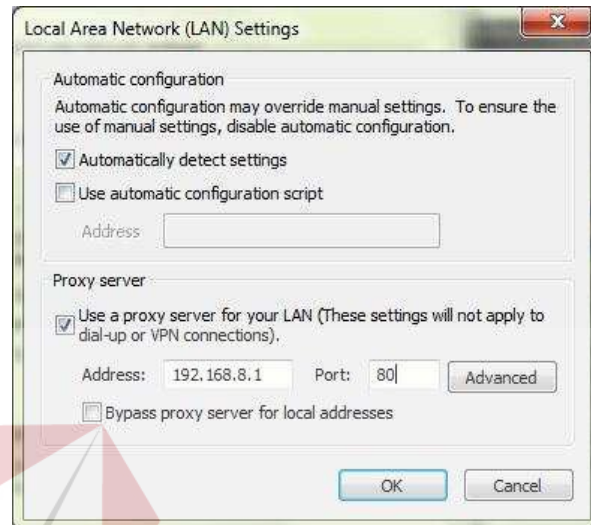 Local Area Network (LAN) Settings
Automatic configuration
Automatic configuration may override manual settings. To ensure the
use of manual settings, disable automatic configuration.
Automatically detect settings
Use automatic configuration script
Address
Proxy server
Use a proxy server for your LAN (These settings will not apply to
dial-up or VPN connections).
Address: 192.168.8.1 Port: 80 Advanced
Bypass proxy server for local addresses
OK Cancel